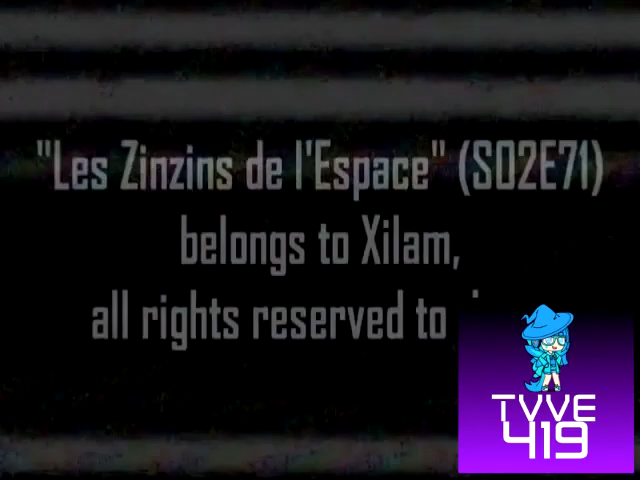 "Les Zinzins de l'Espace" (S02E71)
belongs to Xilam,
all rights reserved to
TVVE
419